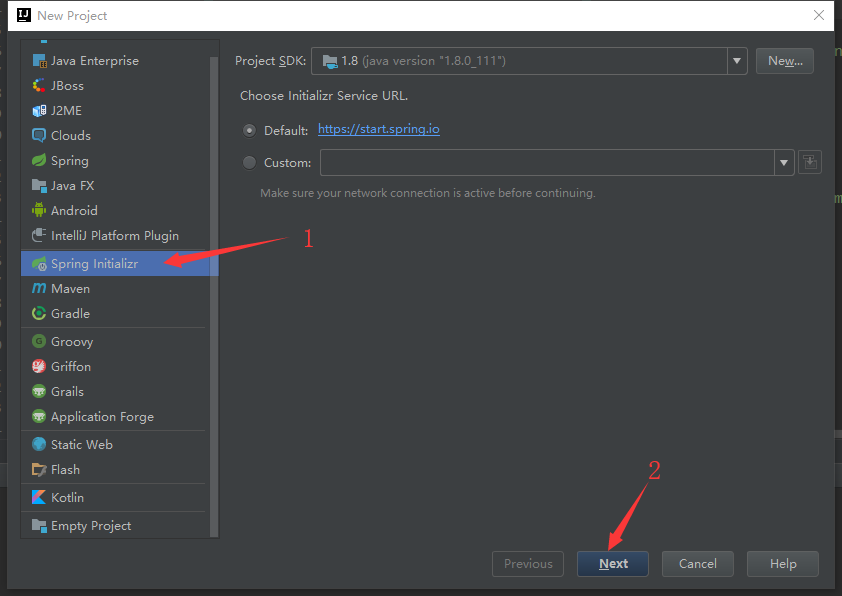 New Project
Java Enterprise
JBoss
J2ME
Clouds
Spring
Java FX
Android
IntelliJ Platform Plugin
Spring Initializr
Maven
Gradle
Groovy
Griffon
Grails
Application Forge
Static Web
Flash
Kotlin
Empty Project
Project SDK: 1.8 (java version "1.8.0_111") New...
Choose Initializr Service URL.
Default: https://start.spring.io
Custom:
Make sure your network connection is active before continuing.
1
2
Previous Next Cancel Help